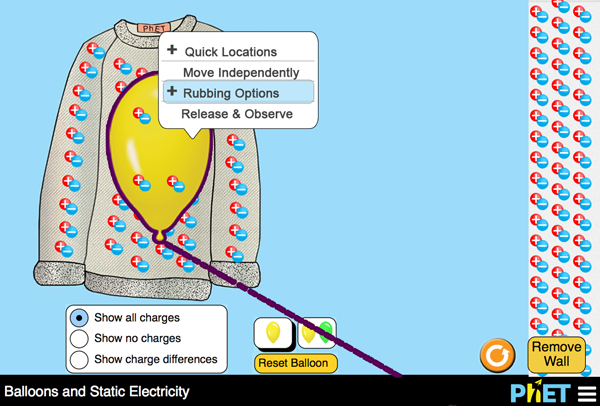 PhET
Quick Locations
Move Independently
Rubbing Options
Release & Observe
Show all charges
Show no charges
Show charge differences
Reset Balloon
Remove
Wall
Balloons and Static Electricity
PhET